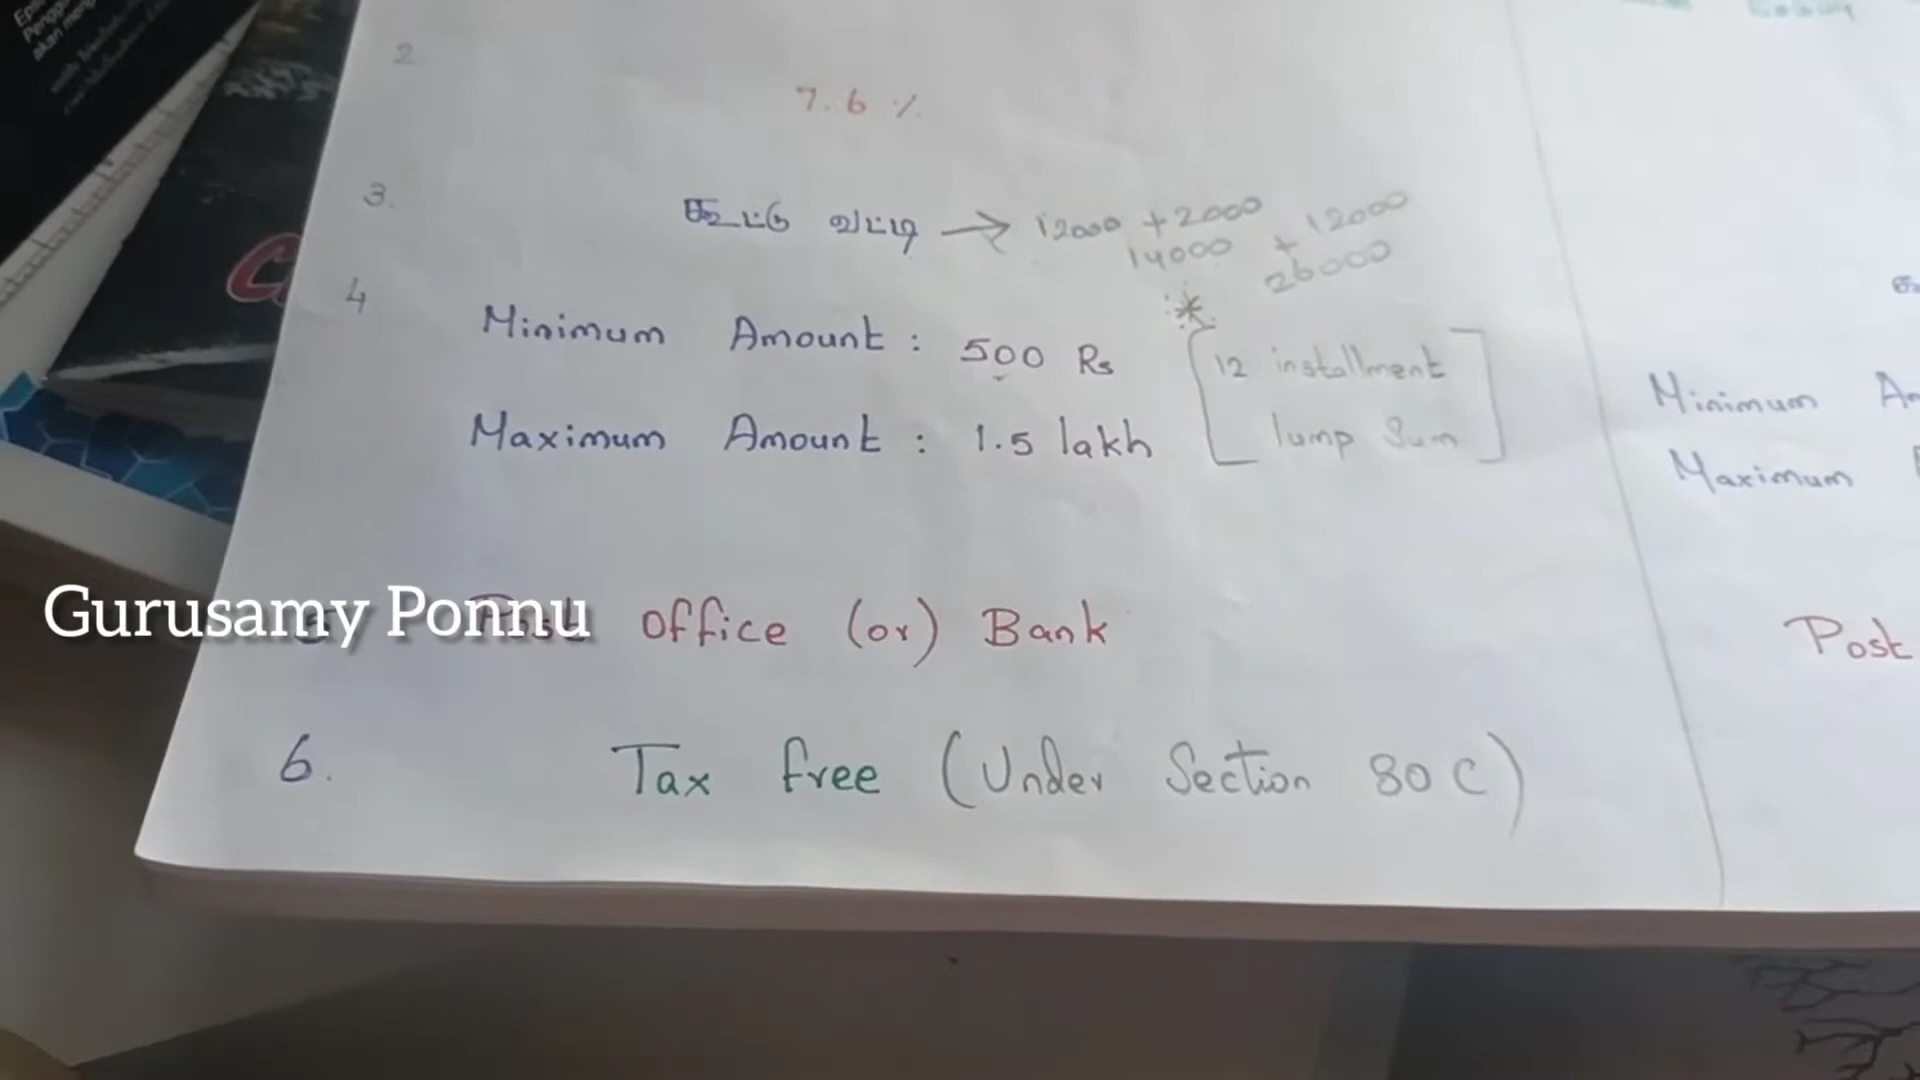 2
7.6 %
3. கூட்டு வட்டி → 12000 + 2000
14000 + 12000
26000
4 Minimum Amount : 500 Rs
* [12 installment
Maximum Amount : 1.5 lakh
lump sum]
Gurusamy Ponnu
Post office (or) Bank
6. Tax free (Under Section 80 C)
Minimum
Maximum
Post